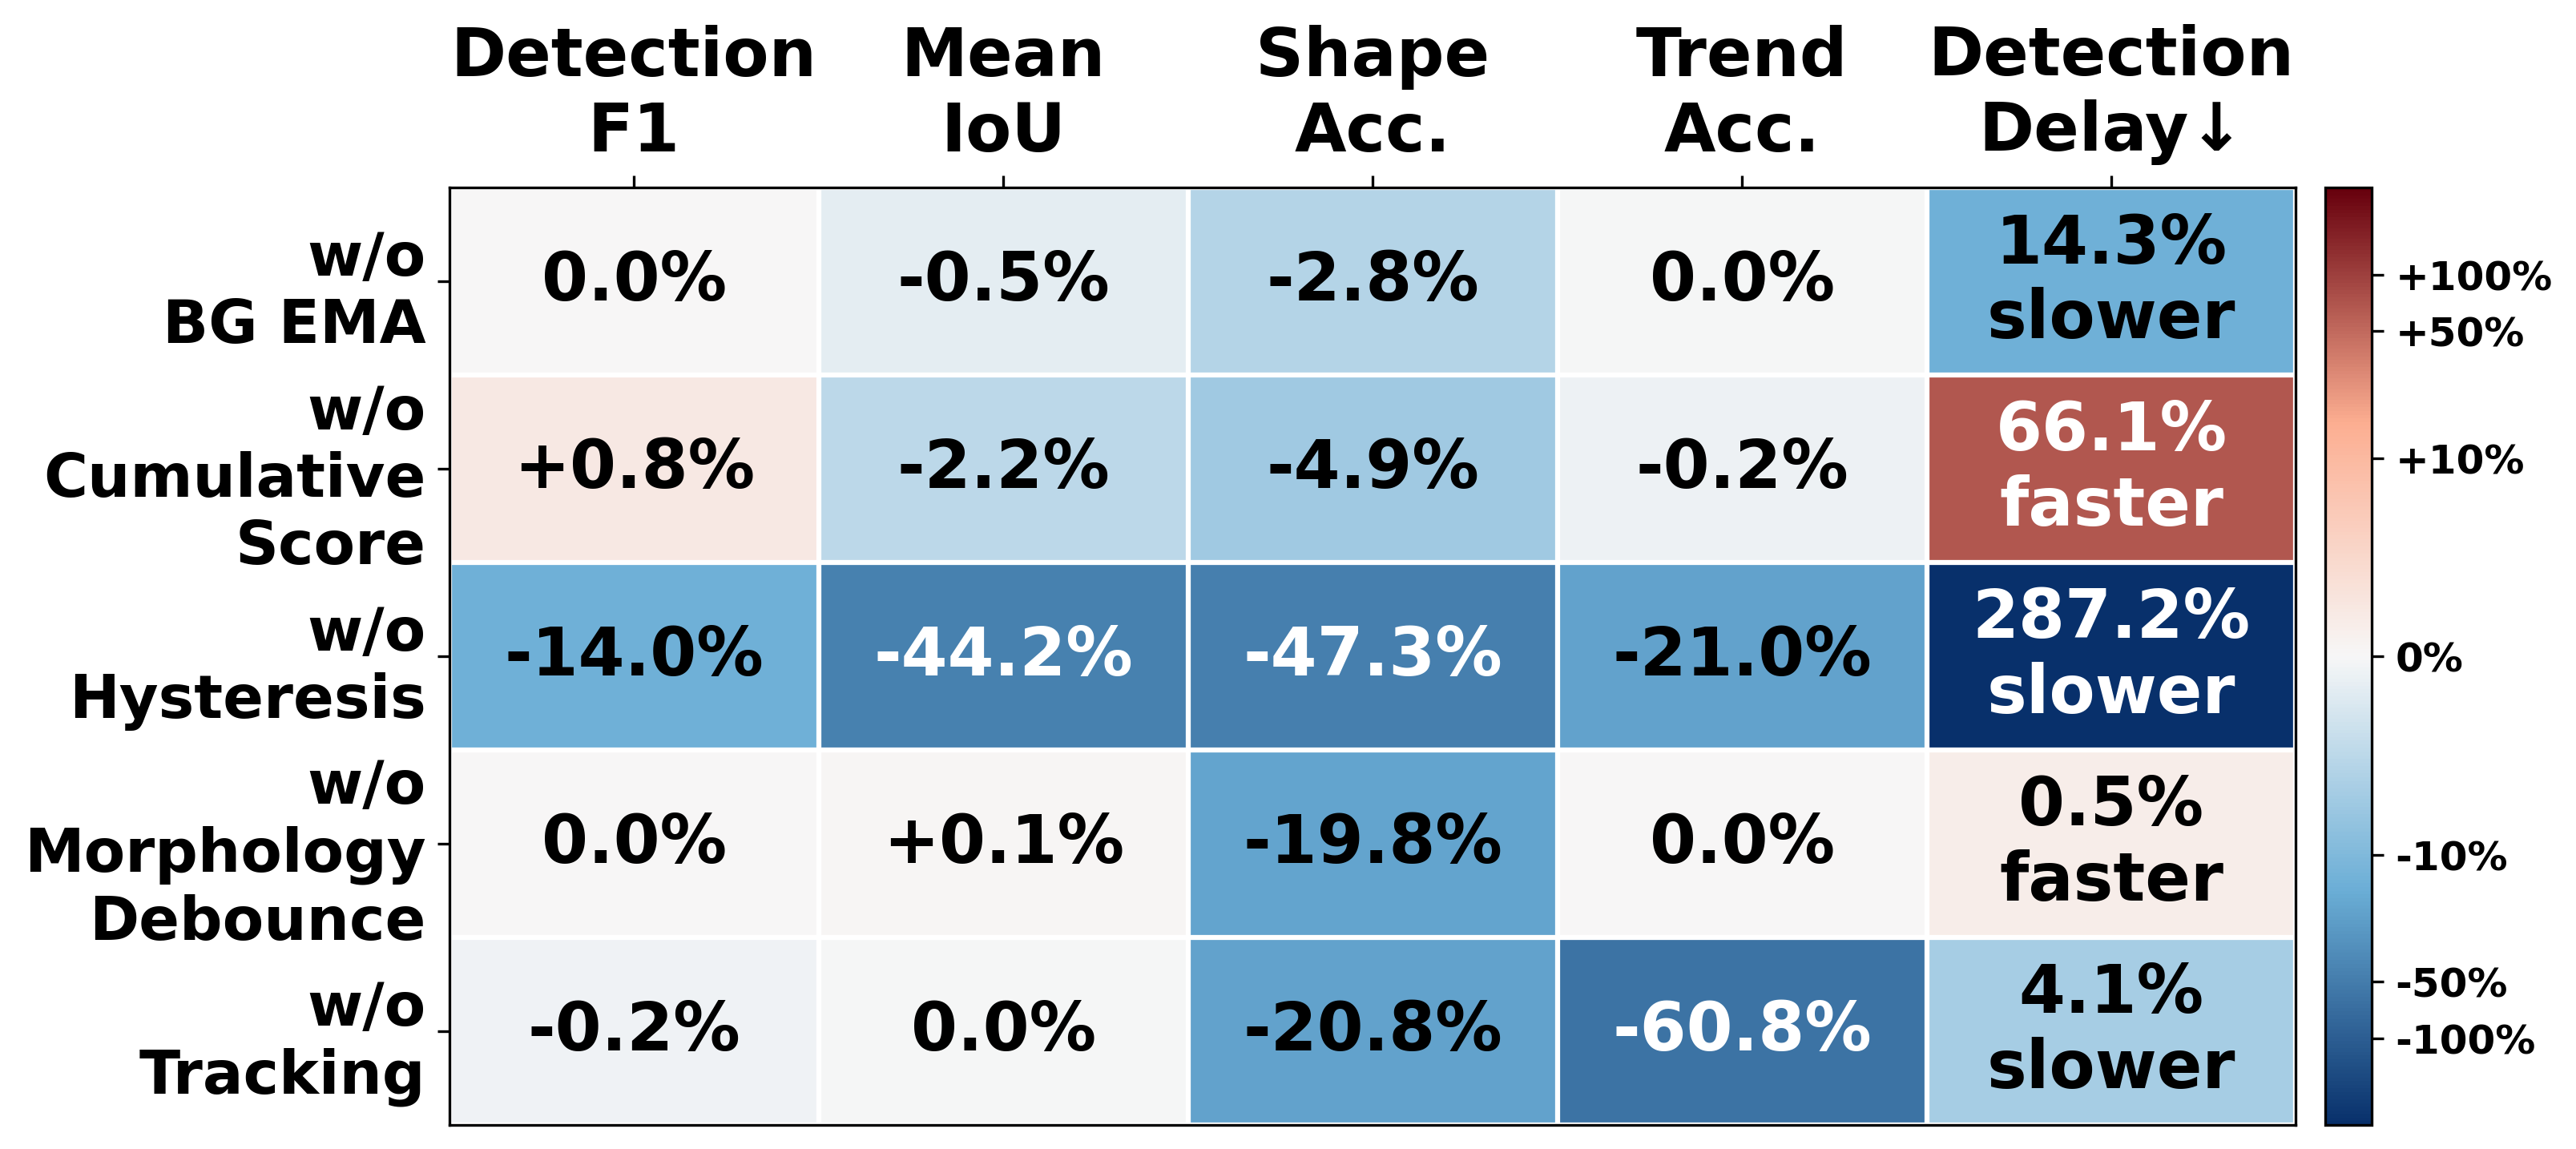 Detection F1
Mean IoU
Shape Acc.
Trend Acc.
Detection Delay↓
w/o
BG EMA
0.0%
-0.5%
-2.8%
0.0%
14.3%
slower
w/o
Cumulative
Score
+0.8%
-2.2%
-4.9%
-0.2%
66.1%
faster
w/o
Hysteresis
-14.0%
-44.2%
-47.3%
-21.0%
287.2%
slower
w/o
Morphology
Debounce
0.0%
+0.1%
-19.8%
0.0%
0.5%
faster
w/o
Tracking
-0.2%
0.0%
-20.8%
-60.8%
4.1%
slower
+100%
+50%
+10%
0%
-10%
-50%
-100%